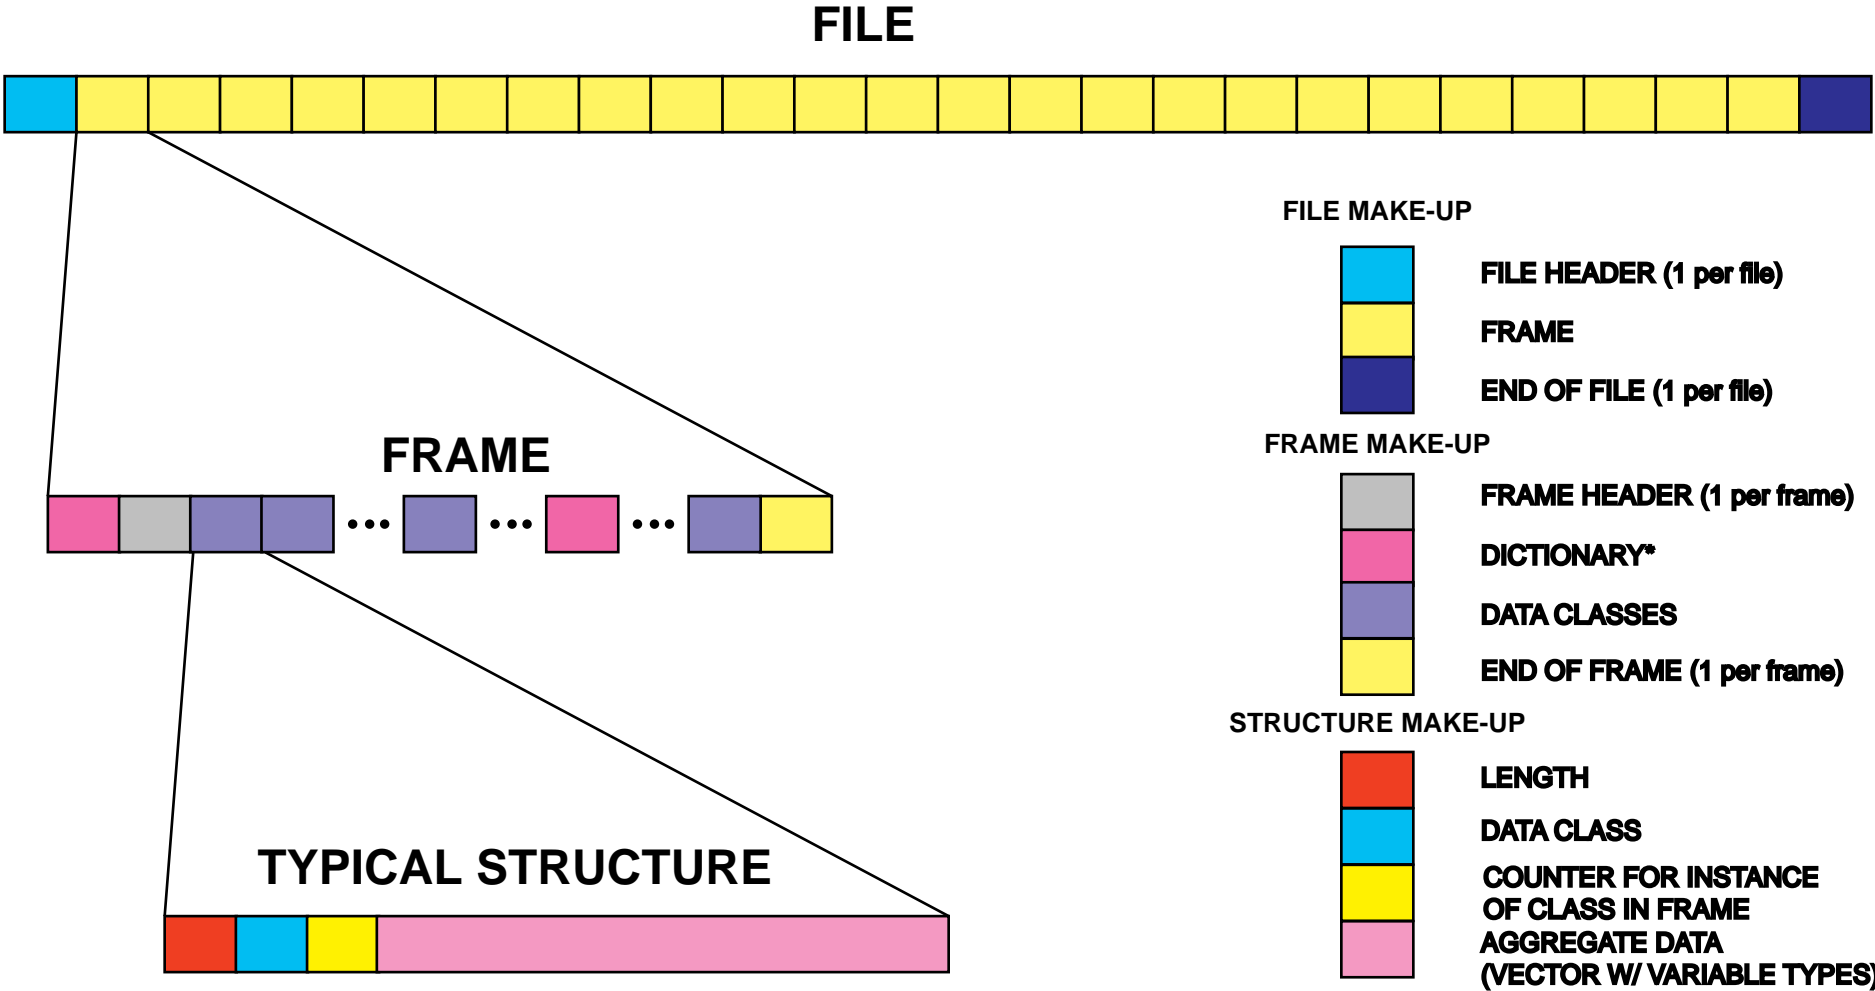 FILE
FILE MAKE-UP
FILE HEADER (1 per file)
FRAME
END OF FILE (1 per file)
FRAME
FRAME MAKE-UP
FRAME HEADER (1 per frame)
DICTIONARY*
DATA CLASSES
END OF FRAME (1 per frame)
STRUCTURE MAKE-UP
LENGTH
DATA CLASS
COUNTER FOR INSTANCE
OF CLASS IN FRAME
AGGREGATE DATA
(VECTOR W/ VARIABLE TYPES)
TYPICAL STRUCTURE